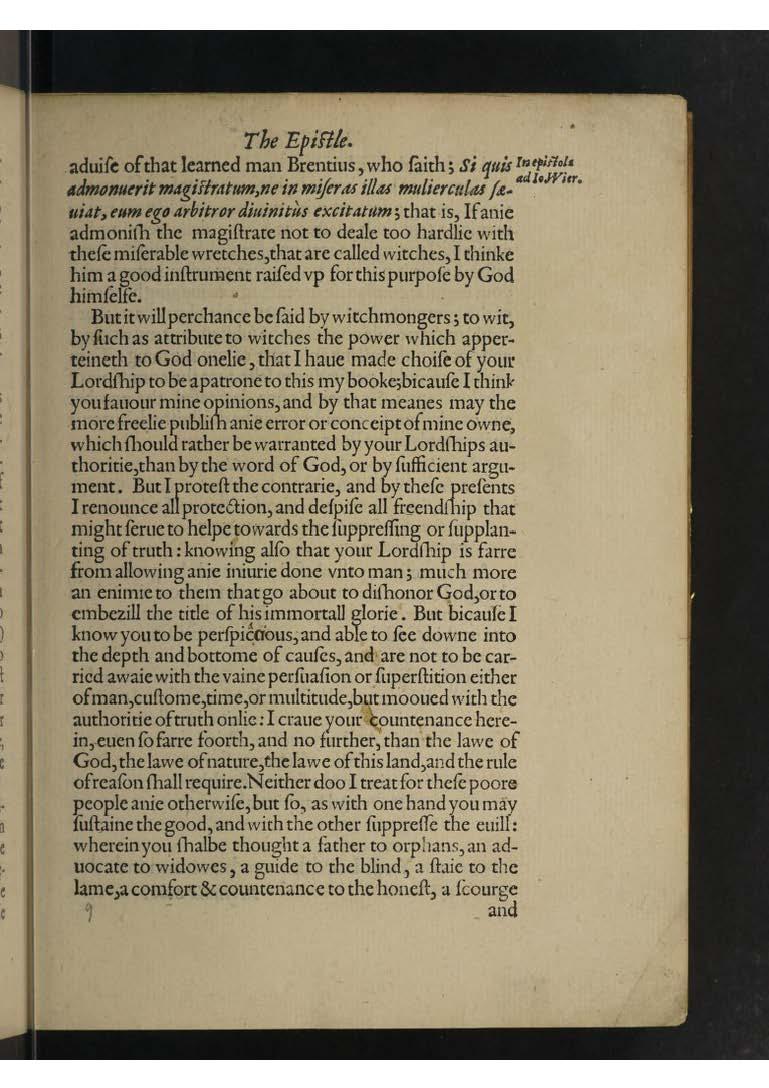 The Epiſtle.
aduiſe of that learned man Brentius, who ſaith; Si quis
In epiſtola
ad Io. Wier.
admonuerit magiſtratum, ne in miſeras illas mulierculas ſæ-
uiat, eum ego arbitror diuinitùs excitatum; that is, If anie
admoniſh the magiſtrate not to deale too hardlie with
theſe miſerable wretches, that are called witches, I thinke
him a good inſtrument raiſed vp for this purpoſe by God
himſelfe.
But it will perchance be ſaid by witchmongers; to wit,
by ſuch as attribute to witches the power which apper-
teineth to God onelie, that I haue made choiſe of your
Lordſhip to be a patrone to this my booke; bicauſe I think
you fauour mine opinions, and by that meanes may the
more freelie publiſh anie error or conceipt of mine owne,
which ſhould rather be warranted by your Lordſhips au-
thoritie, than by the word of God, or by ſufficient argu-
ment. But I proteſt the contrarie, and by theſe preſents
I renounce all protection, and deſpiſe all freendſhip that
might ſerue to helpe towards the ſuppreſſing or ſupplan-
ting of truth: knowing alſo that your Lordſhip is farre
from allowing anie iniurie done vnto man; much more
an enimie to them that go about to diſhonor God, or to
embezill the title of his immortall glorie. But bicauſe I
know you to be perſpicuous, and able to ſee downe into
the depth and bottome of cauſes, and are not to be car-
ried awaie with the vaine perſuaſion or ſuperſtition either
of man, cuſtome, time, or multitude, but mooued with the
authoritie of truth onlie: I craue your countenance here-
in, euen ſo farre foorth, and no further, than the lawe of
God, the lawe of nature, the lawe of this land, and the rule
of reaſon ſhall require. Neither doo I treat for theſe poore
people anie otherwiſe, but ſo, as with one hand you may
ſuſtaine the good, and with the other ſuppreſſe the euill:
wherein you ſhalbe thought a father to orphans, an ad-
uocate to widowes, a guide to the blind, a ſtaie to the
lame, a comfort & countenance to the honeſt, a ſcourge
9
and